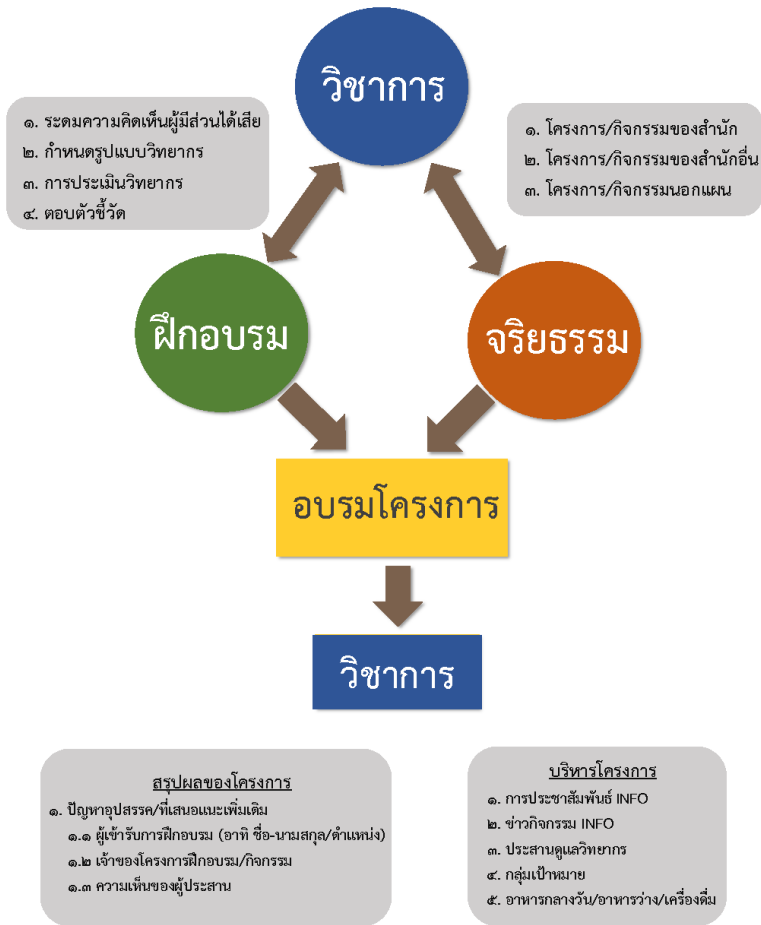 วิชาการ
๑. ระดมความคิดเห็นผู้มีส่วนได้เสีย
๒. กำหนดรูปแบบวิทยากร
๓. การประเมินวิทยากร
๔. ตอบตัวชี้วัด
๑. โครงการ/กิจกรรมของสำนัก
๒. โครงการ/กิจกรรมของสำนักอื่น
๓. โครงการ/กิจกรรมนอกแผน
ฝึกอบรม
จริยธรรม
อบรมโครงการ
วิชาการ
สรุปผลของโครงการ
๑. ปัญหาอุปสรรค/ที่เสนอแนะเพิ่มเติม
๑.๑ ผู้เข้ารับการฝึกอบรม (อาทิ ชื่อ-นามสกุล/ตำแหน่ง)
๑.๒ เจ้าของโครงการฝึกอบรม/กิจกรรม
๑.๓ ความเห็นของผู้ประสาน
บริหารโครงการ
๑. การประชาสัมพันธ์ INFO
๒. ข่าวกิจกรรม INFO
๓. ประสานดูแลวิทยากร
๔. กลุ่มเป้าหมาย
๕. อาหารกลางวัน/อาหารว่าง/เครื่องดื่ม